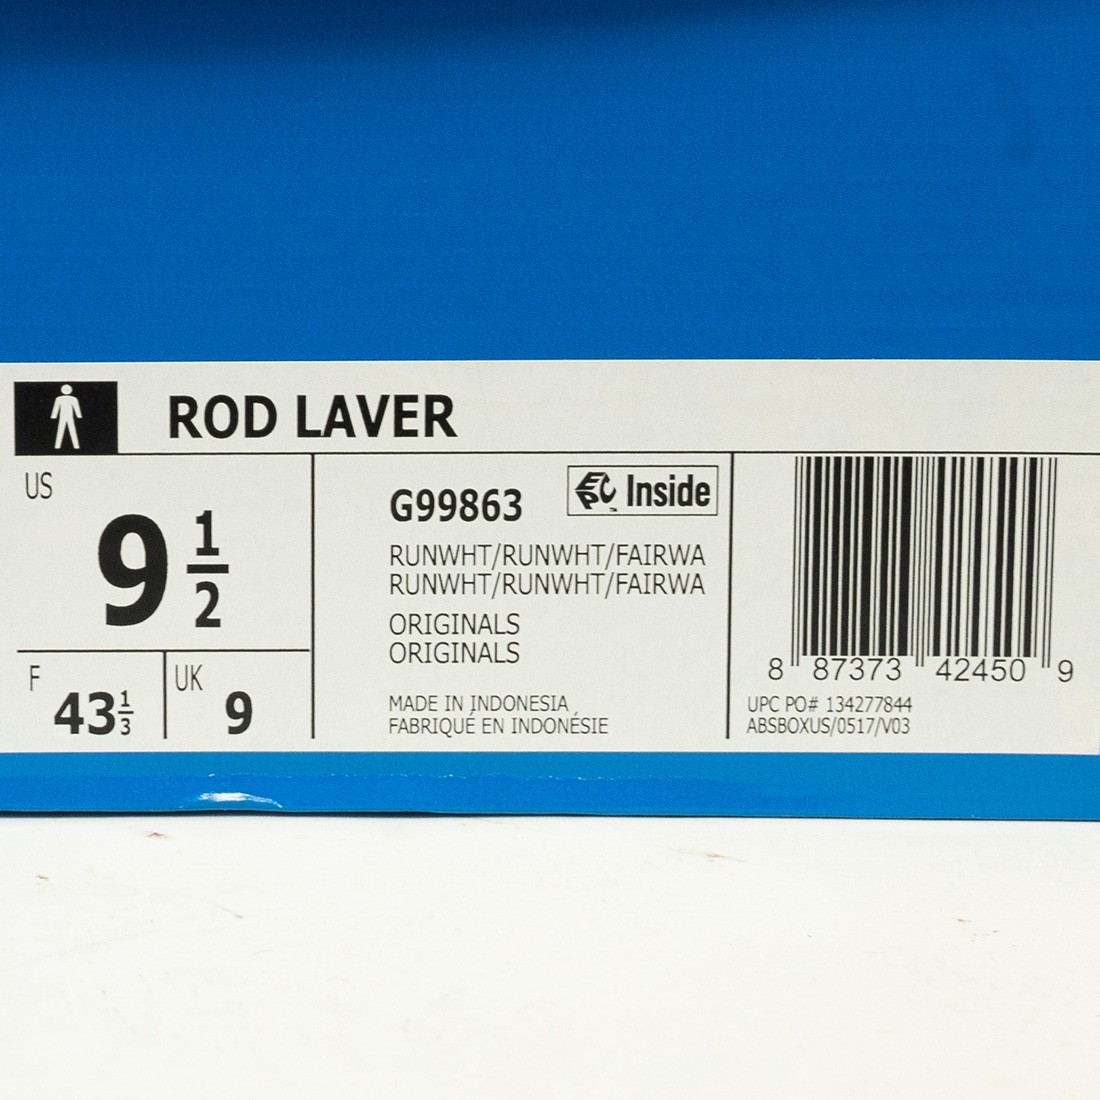 ROD LAVER
US
9 1/2
F
43 1/3
UK
9
G99863
EPC™ Inside
RUNWHT/RUNWHT/FAIRWA
RUNWHT/RUNWHT/FAIRWA
ORIGINALS
ORIGINALS
MADE IN INDONESIA
FABRIQUÉ EN INDONÉSIE
8 87373 42450 9
UPC PO# 134277844
ABSBOXUS/0517/V03